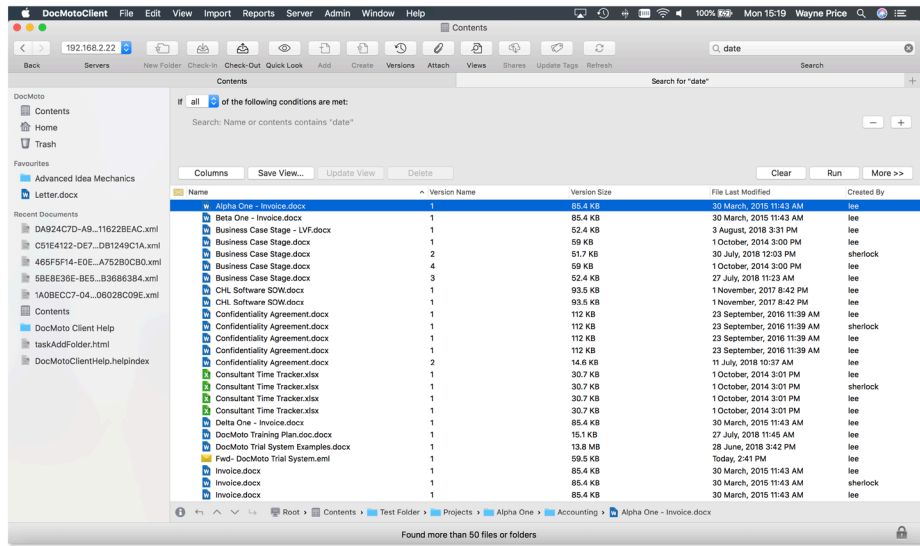 DocMotoClient File Edit View Import Reports Server Admin Window Help 100% Mon 15:19 Wayne Price
Contents
192.168.2.22 date
Back Servers New Folder Check-In Check-Out Quick Look Add Create Versions Attach Views Shares Update Tags Refresh Search
Contents Search for "date" +
DocMoto
Contents
Home
Trash
Favourites
Advanced Idea Mechanics
Letter.docx
Recent Documents
DA924C7D-A9...11622BEAC.xml
C51E4122-DE7...DB1249C1A.xml
465F5F14-E0E...A752B0CB0.xml
5BE8E36E-BE5...B3686384.xml
1A0BECC7-04...06028C09E.xml
Contents
DocMoto Client Help
taskAddFolder.html
DocMotoClientHelp.helpindex
If all of the following conditions are met:
Search: Name or contents contains "date"
Columns Save View... Update View Delete Clear Run More >>
Name Version Name Version Size File Last Modified Created By
Alpha One - Invoice.docx 1 85.4 KB 30 March, 2015 11:43 AM lee
Beta One - Invoice.docx 1 85.4 KB 30 March, 2015 11:43 AM lee
Business Case Stage - LVF.docx 1 52.4 KB 3 August, 2018 3:31 PM lee
Business Case Stage.docx 1 59 KB 1 October, 2014 3:00 PM lee
Business Case Stage.docx 2 51.7 KB 30 July, 2018 12:03 PM sherlock
Business Case Stage.docx 4 59 KB 1 October, 2014 3:00 PM lee
Business Case Stage.docx 3 52.4 KB 27 July, 2018 11:23 AM lee
CHL Software SOW.docx 1 93.5 KB 1 November, 2017 8:42 PM lee
CHL Software SOW.docx 1 93.5 KB 1 November, 2017 8:42 PM lee
Confidentiality Agreement.docx 1 112 KB 23 September, 2016 11:39 AM lee
Confidentiality Agreement.docx 1 112 KB 23 September, 2016 11:39 AM sherlock
Confidentiality Agreement.docx 1 112 KB 23 September, 2016 11:39 AM lee
Confidentiality Agreement.docx 1 112 KB 23 September, 2016 11:39 AM lee
Confidentiality Agreement.docx 2 14.6 KB 11 July, 2018 10:37 AM lee
Consultant Time Tracker.xlsx 1 30.7 KB 1 October, 2014 3:01 PM lee
Consultant Time Tracker.xlsx 1 30.7 KB 1 October, 2014 3:01 PM sherlock
Consultant Time Tracker.xlsx 1 30.7 KB 1 October, 2014 3:01 PM lee
Consultant Time Tracker.xlsx 1 30.7 KB 1 October, 2014 3:01 PM lee
Delta One - Invoice.docx 1 85.4 KB 30 March, 2015 11:43 AM lee
DocMoto Training Plan.doc.docx 1 15.1 KB 27 July, 2018 11:45 AM lee
DocMoto Trial System Examples.docx 1 13.8 MB 28 June, 2018 3:42 PM lee
Fwd- DocMoto Trial System.eml 1 59.5 KB Today, 2:41 PM lee
Invoice.docx 1 85.4 KB 30 March, 2015 11:43 AM lee
Invoice.docx 1 85.4 KB 30 March, 2015 11:43 AM sherlock
Invoice.docx 1 85.4 KB 30 March, 2015 11:43 AM lee
Root › Contents › Test Folder › Projects › Alpha One › Accounting › Alpha One - Invoice.docx
Found more than 50 files or folders